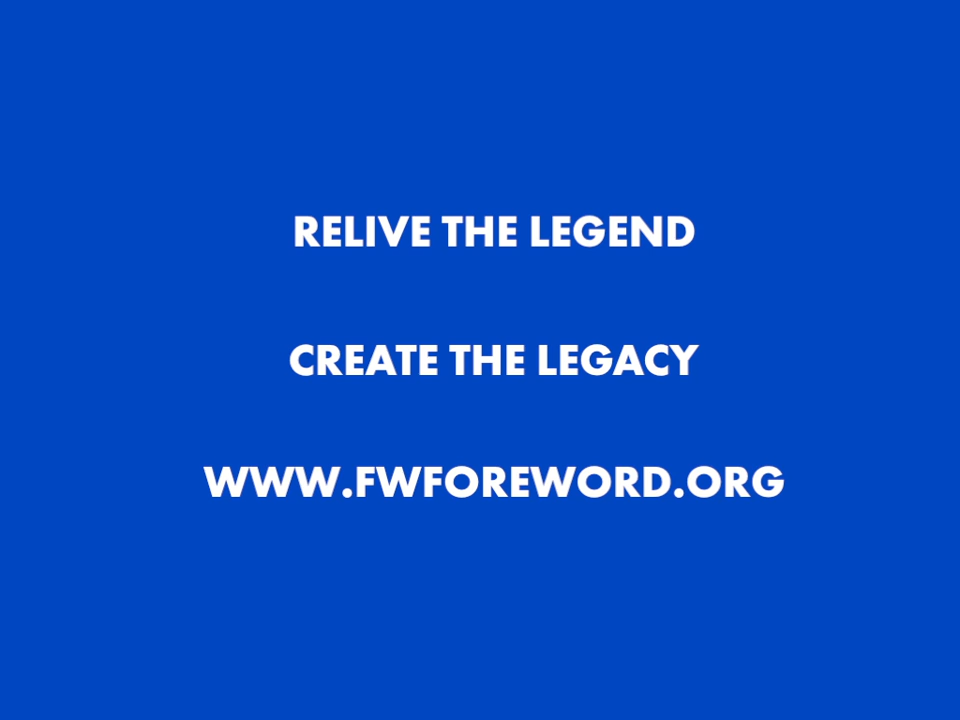 RELIVE THE LEGEND
CREATE THE LEGACY
WWW.FWFOREWORD.ORG